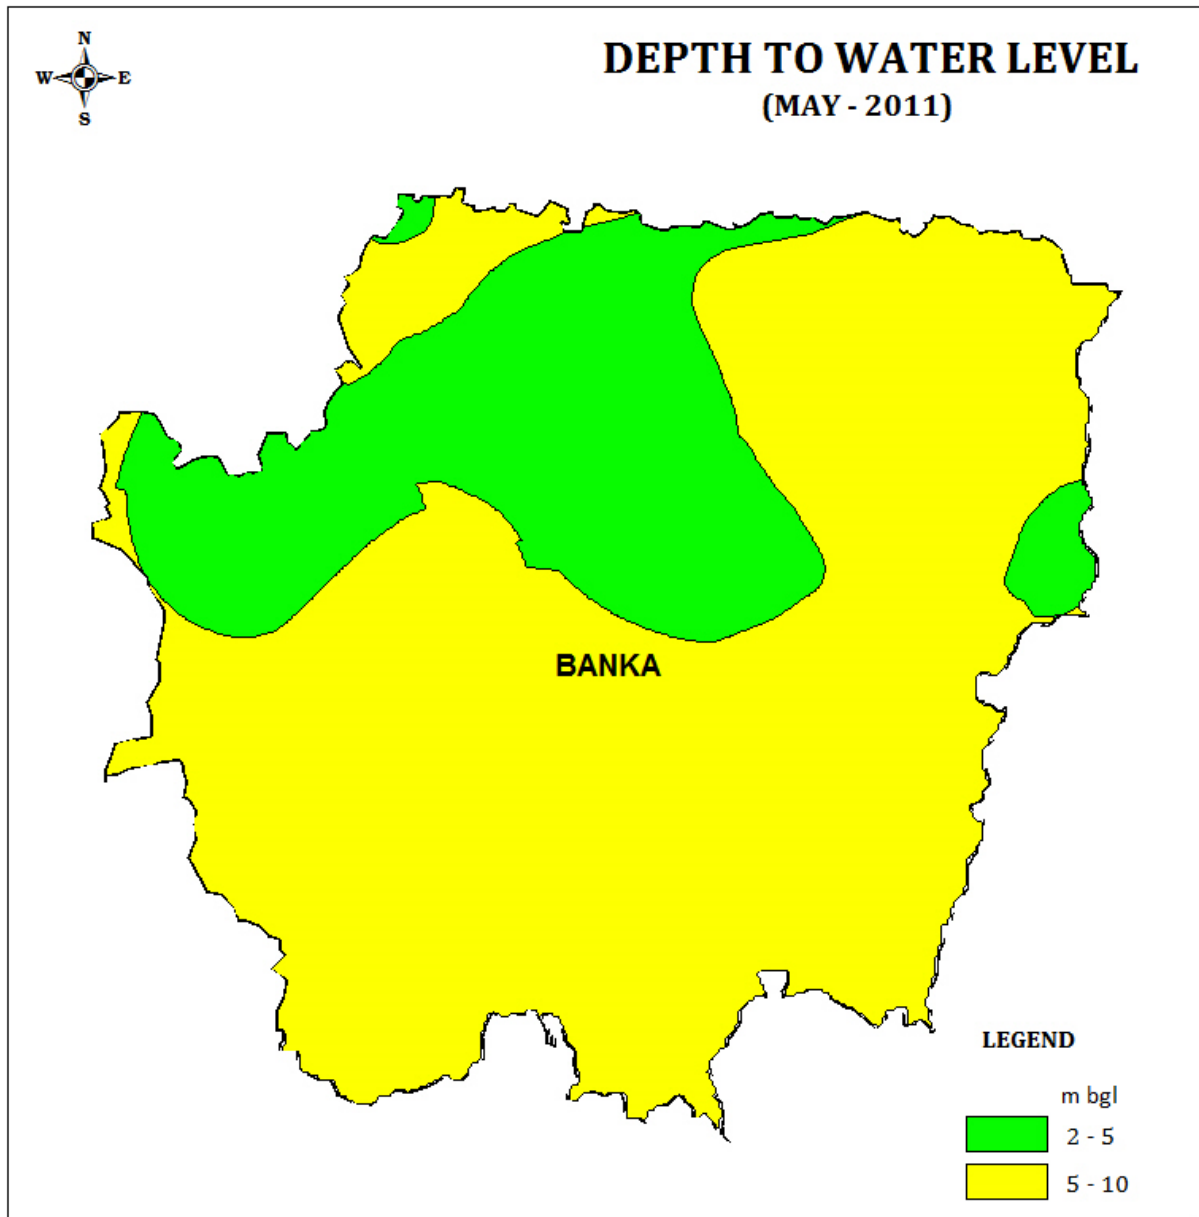 N
W E
S
DEPTH TO WATER LEVEL
(MAY - 2011)
BANKA
LEGEND
m bgl
2 - 5
5 - 10